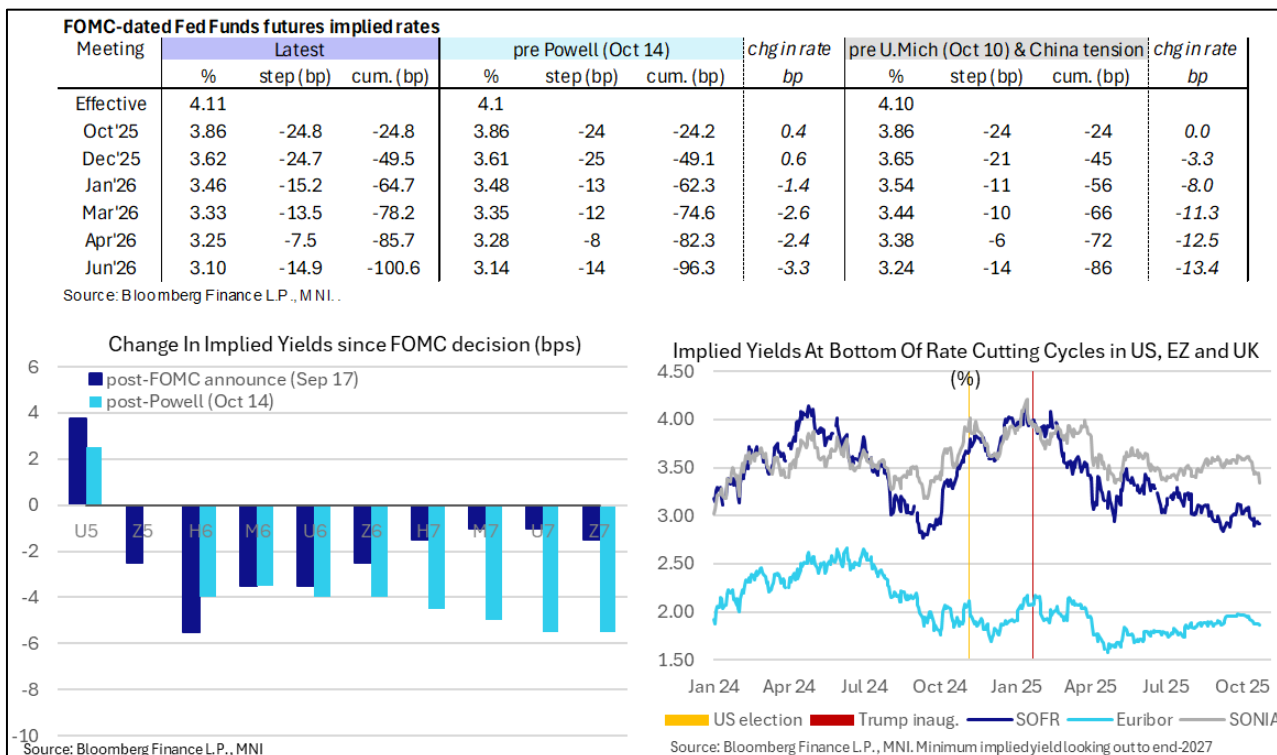 FOMC-dated Fed Funds futures implied rates
Meeting Latest pre Powell (Oct 14) chg in rate pre U.Mich (Oct 10) & China tension chg in rate
% step (bp) cum. (bp) % step (bp) cum. (bp) bp % step (bp) cum. (bp) bp
Effective 4.11 4.1 4.10
Oct'25 3.86 -24.8 -24.8 3.86 -24 -24.2 0.4 3.86 -24 -24 0.0
Dec'25 3.62 -24.7 -49.5 3.61 -25 -49.1 0.6 3.65 -21 -45 -3.3
Jan'26 3.46 -15.2 -64.7 3.48 -13 -62.3 -1.4 3.54 -11 -56 -8.0
Mar'26 3.33 -13.5 -78.2 3.35 -12 -74.6 -2.6 3.44 -10 -66 -11.3
Apr'26 3.25 -7.5 -85.7 3.28 -8 -82.3 -2.4 3.38 -6 -72 -12.5
Jun'26 3.10 -14.9 -100.6 3.14 -14 -96.3 -3.3 3.24 -14 -86 -13.4
Source: Bloomberg Finance L.P., MNI..
Change In Implied Yields since FOMC decision (bps)
6
4
2
0
-2
-4
-6
-8
-10
post-FOMC announce (Sep 17)
post-Powell (Oct 14)
U5 Z5 H6 M6 U6 Z6 H7 M7 U7 Z7
Source: Bloomberg Finance L.P., MNI
Implied Yields At Bottom Of Rate Cutting Cycles in US, EZ and UK
(%)
4.50
4.00
3.50
3.00
2.50
2.00
1.50
Jan 24 Apr 24 Jul 24 Oct 24 Jan 25 Apr 25 Jul 25 Oct 25
US election Trump inaug. SOFR Euribor SONIA
Source: Bloomberg Finance L.P., MNI. Minimum implied yield looking out to end-2027